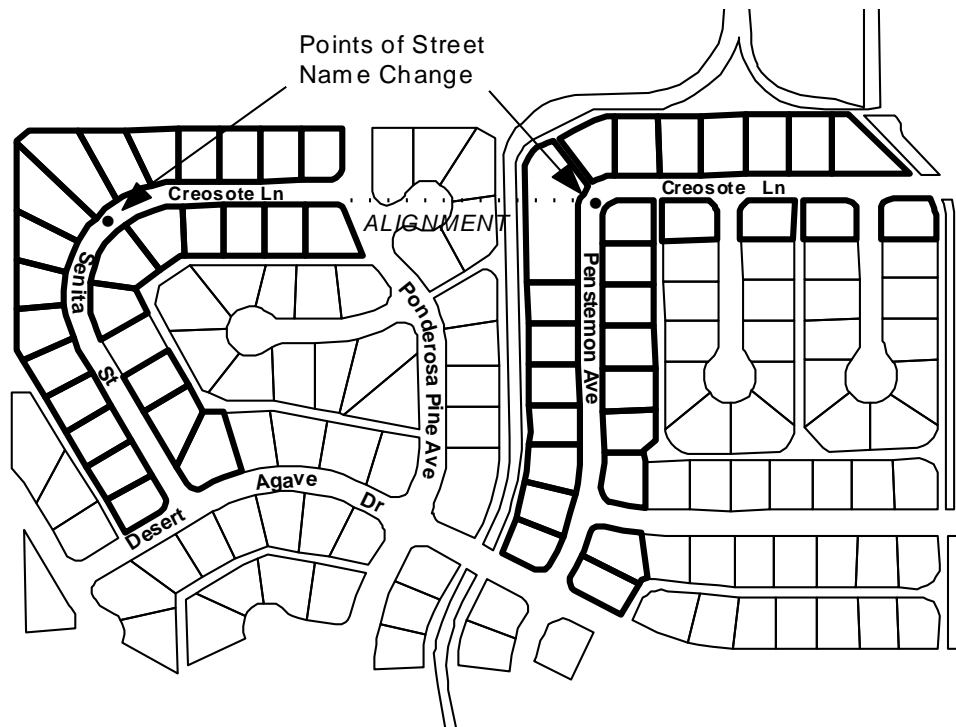 Points of Street
Name Change
Creosote Ln
Creosote Ln
ALIGNMENT
Senita
St
Ponderosa Pine Ave
Penstemon Ave
Agave
Dr
Desert